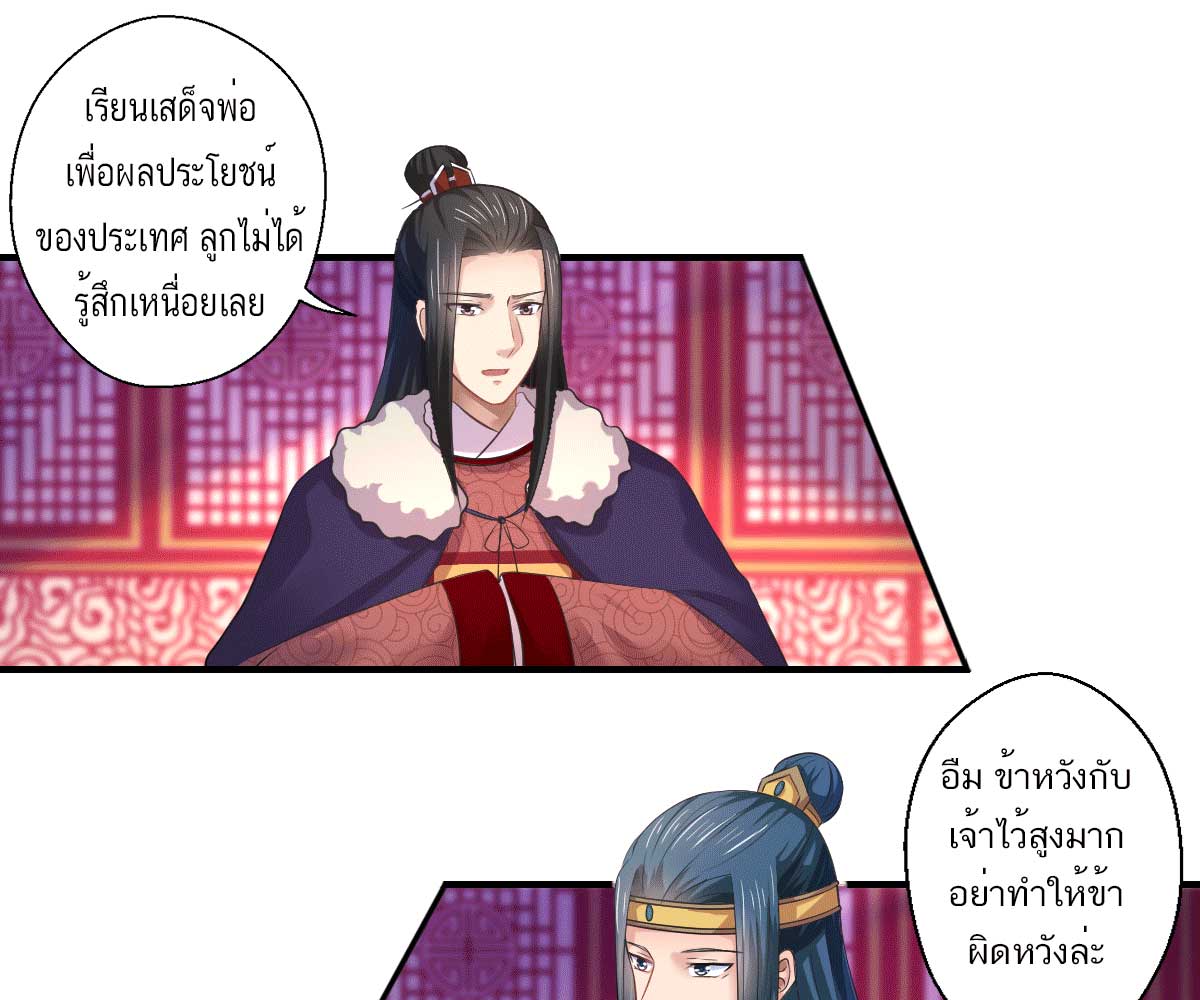 เรียนเสด็จพ่อ
เพื่อผลประโยชน์
ของประเทศ ลูกไม่ได้
รู้สึกเหนื่อยเลย
อืม ข้าหวังกับ
เจ้าไว้สูงมาก
อย่าทำให้ข้า
ผิดหวังล่ะ